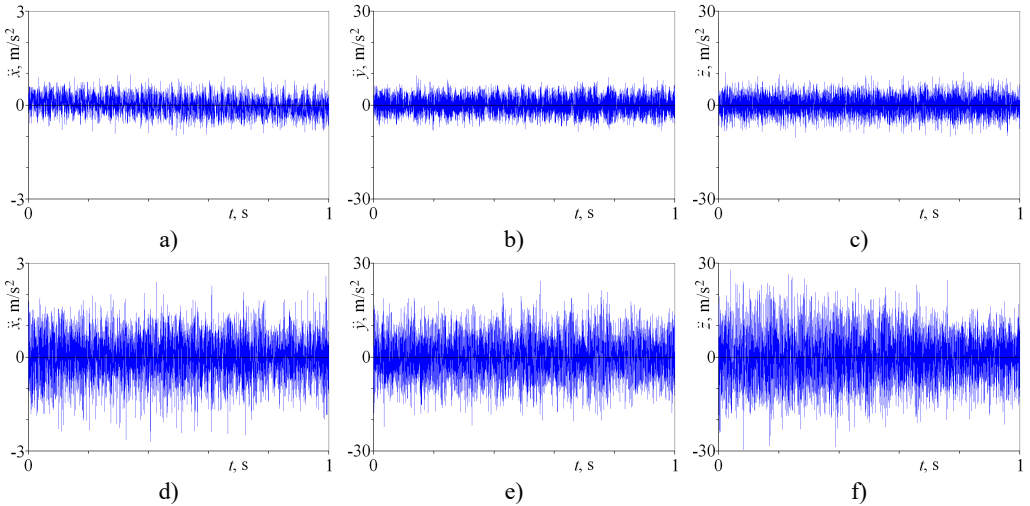 3 ẍ, m/s² 0 -3 0 t, s 1
a)
30 ÿ, m/s² 0 -30 0 t, s 1
b)
30 z̈, m/s² 0 -30 0 t, s 1
c)
3 ẍ, m/s² 0 -3 0 t, s 1
d)
30 ÿ, m/s² 0 -30 0 t, s 1
e)
30 z̈, m/s² 0 -30 0 t, s 1
f)